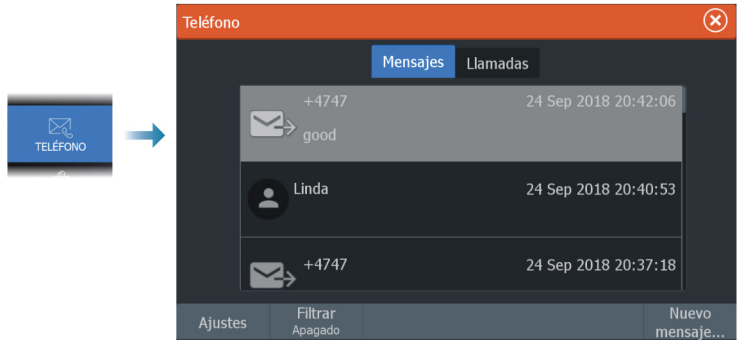 TELÉFONO
Teléfono
Mensajes Llamadas
+4747 24 Sep 2018 20:42:06
good
Linda 24 Sep 2018 20:40:53
+4747 24 Sep 2018 20:37:18
Ajustes
Filtrar
Apagado
Nuevo
mensaje...